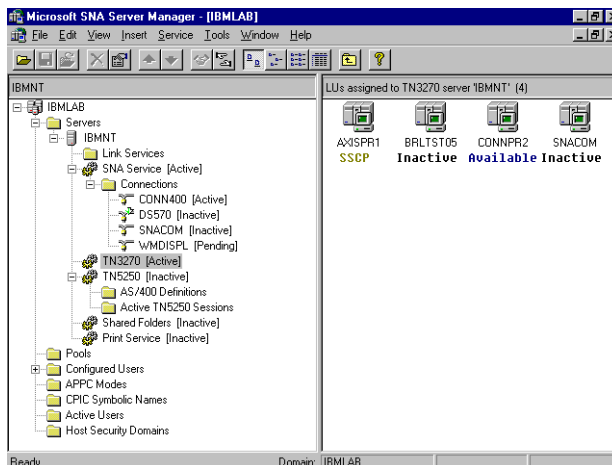 Microsoft SNA Server Manager - [IBMLAB]
File Edit View Insert Service Tools Window Help
IBMNT
LUs assigned to TN3270 server 'IBMNT' (4)
IBMLAB
Servers
IBMNT
Link Services
SNA Service [Active]
Connections
CONN400 [Active]
DS570 [Inactive]
SNACOM [Inactive]
WMDISPL [Pending]
TN3270 [Active]
TN5250 [Inactive]
AS/400 Definitions
Active TN5250 Sessions
Shared Folders [Inactive]
Print Service [Inactive]
Pools
Configured Users
APPC Modes
CPIC Symbolic Names
Active Users
Host Security Domains
AXISPR1 BRLTST05 CONNPR2 SNACOM
SSCP Inactive Available Inactive
Ready Domain: IBMLAB